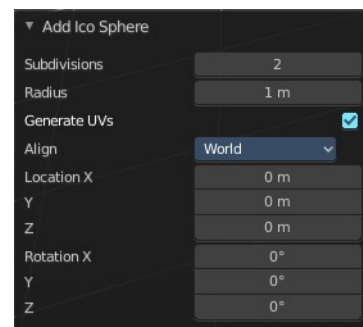 Add Ico Sphere
Subdivisions 2
Radius 1 m
Generate UVs
Align World
Location X 0 m
Y 0 m
Z 0 m
Rotation X 0°
Y 0°
Z 0°